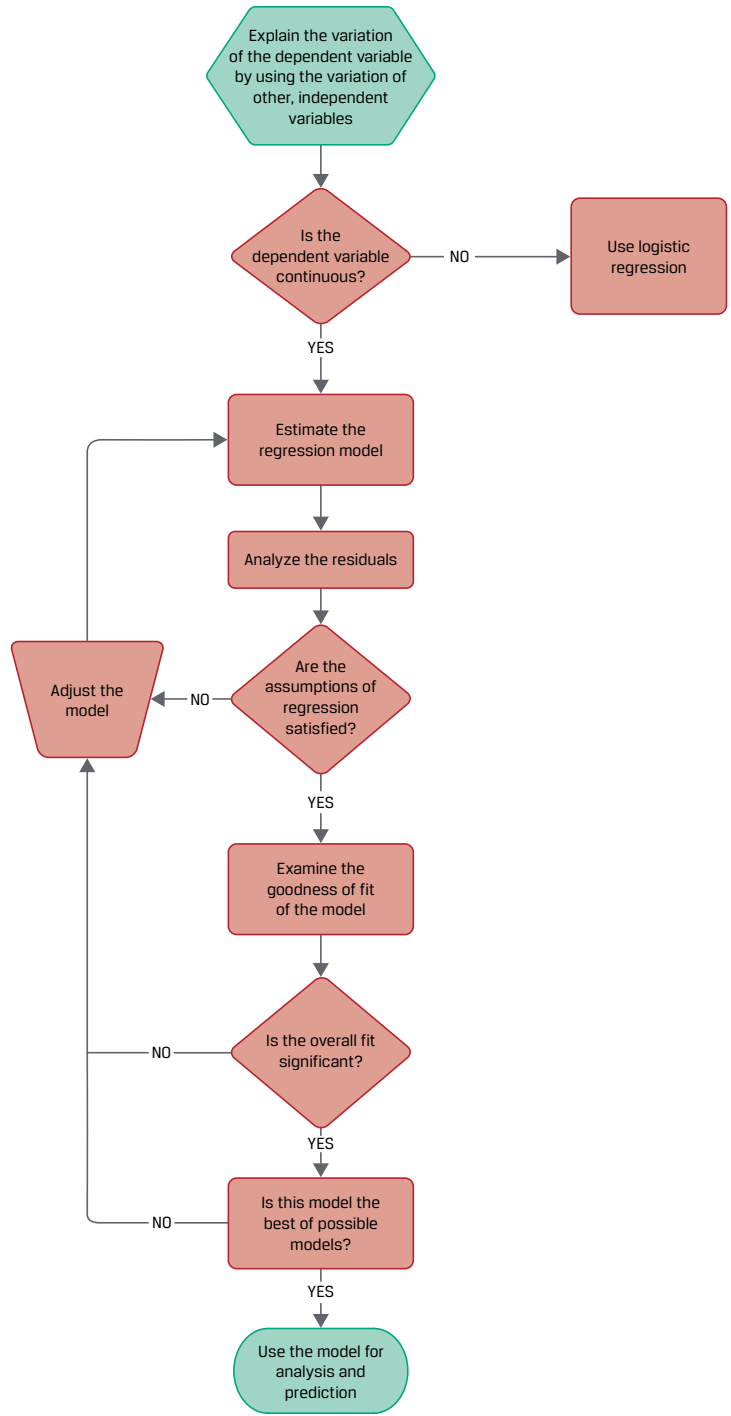 Explain the variation
of the dependent variable
by using the variation of
other, independent
variables
Is the
dependent variable
continuous?
NO
Use logistic
regression
YES
Estimate the
regression model
Analyze the residuals
Are the
assumptions of
regression
satisfied?
NO
Adjust the
model
YES
Examine the
goodness of fit
of the model
Is the overall fit
significant?
NO
YES
Is this model the
best of possible
models?
NO
YES
Use the model for
analysis and
prediction